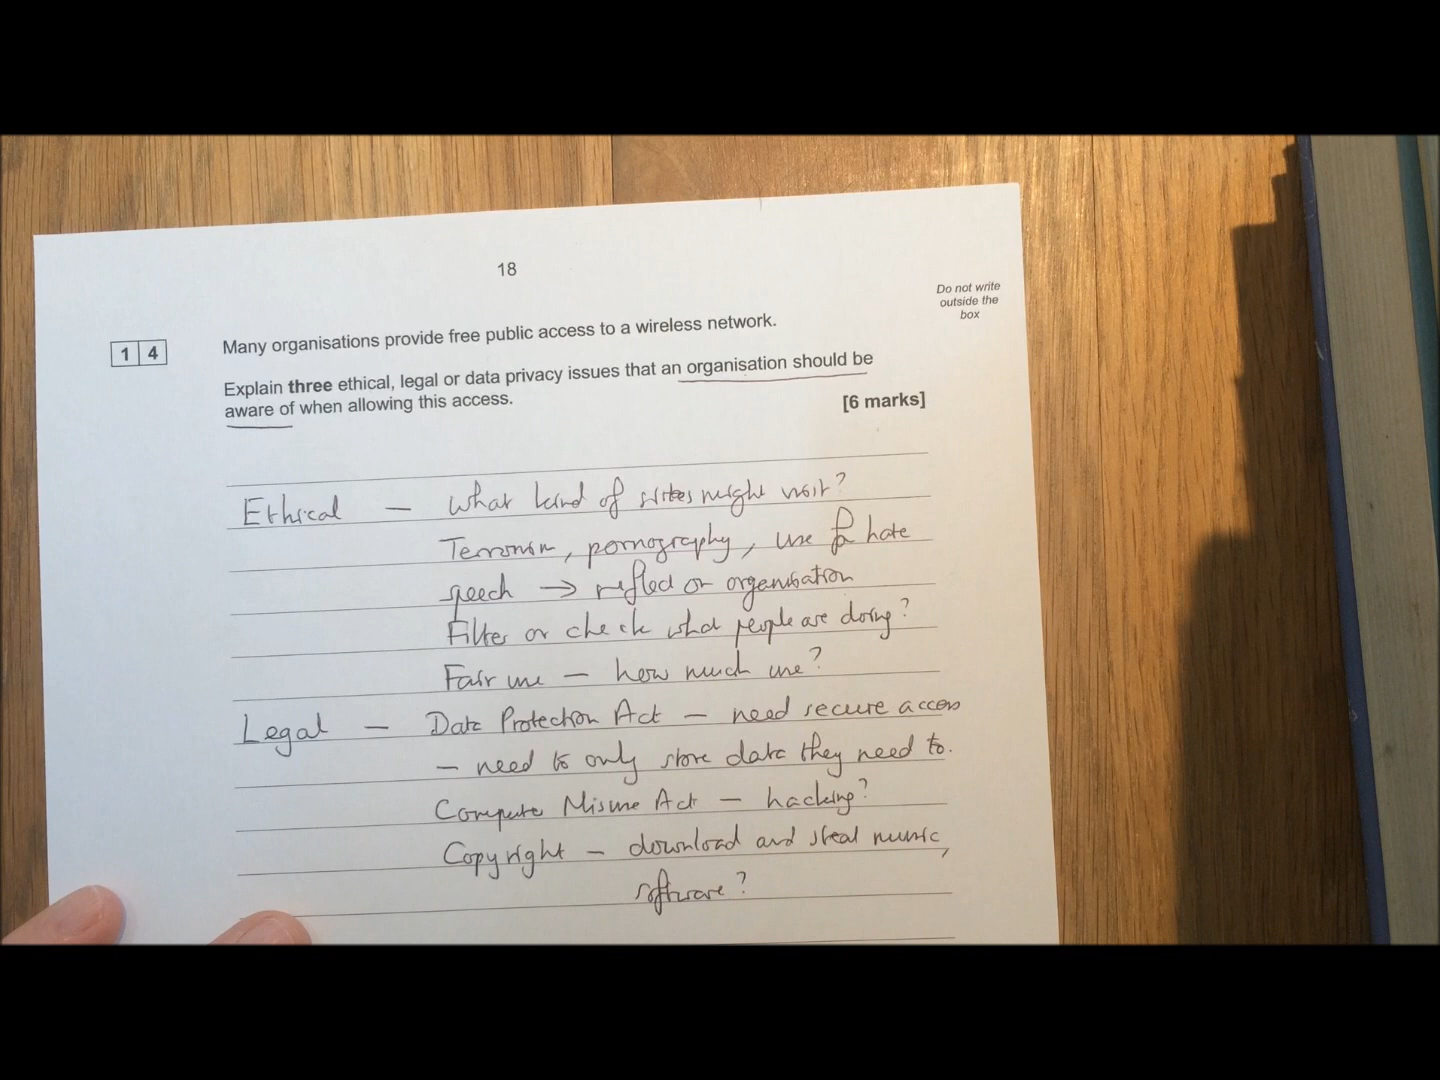 18
Do not write
outside the
box
1 4
Many organisations provide free public access to a wireless network.
Explain three ethical, legal or data privacy issues that an organisation should be
aware of when allowing this access.
[6 marks]
Ethical — What kind of sites might visit?
Terrorism, pornography, use for hate
speech → reflect on organisation
Filter or check what people are doing?
Fair use — how much use?
Legal — Data Protection Act — need secure access
— need to only store data they need to.
Computer Misuse Act — hacking?
Copyright — download and steal music,
software?